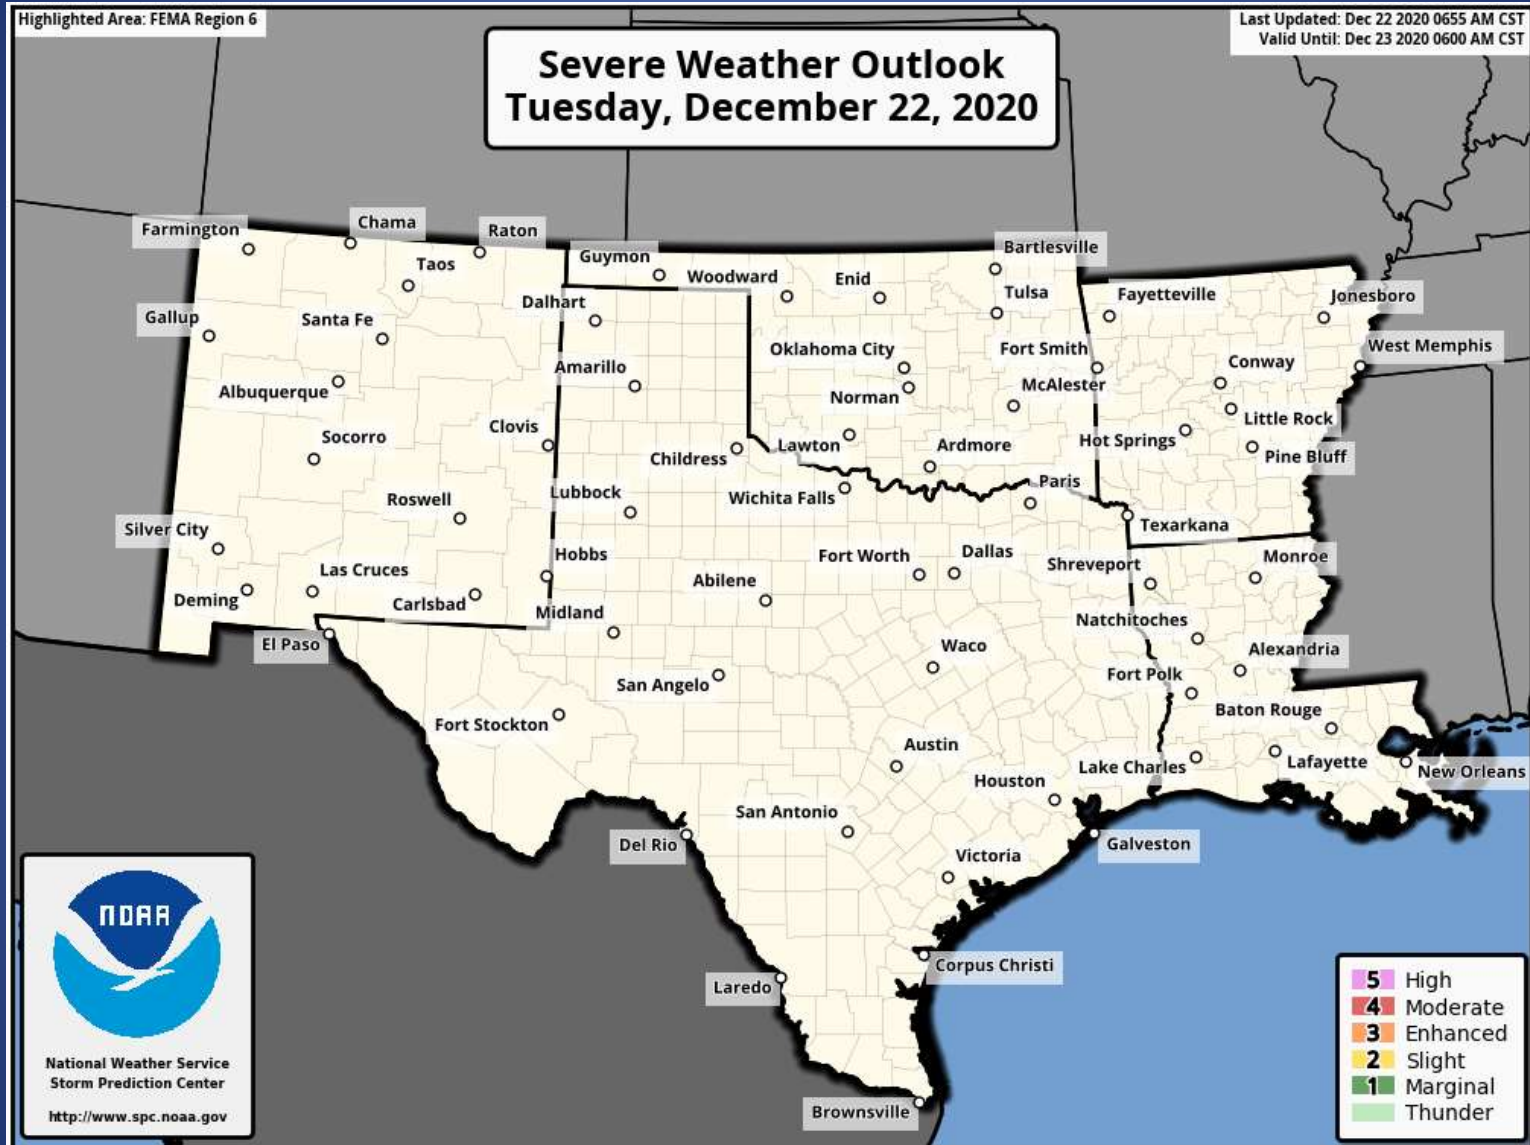 Highlighted Area: FEMA Region 6
Last Updated: Dec 22 2020 0655 AM CST
Valid Until: Dec 23 2020 0600 AM CST
Severe Weather Outlook
Tuesday, December 22, 2020
Farmington
Chama
Raton
Taos
Guymon
Woodward
Enid
Bartlesville
Tulsa
Fayetteville
Jonesboro
Gallup
Santa Fe
Dalhart
Oklahoma City
Fort Smith
West Memphis
Albuquerque
Amarillo
Norman
McAlester
Conway
Little Rock
Socorro
Clovis
Childress
Lawton
Ardmore
Hot Springs
Pine Bluff
Roswell
Lubbock
Wichita Falls
Paris
Texarkana
Silver City
Las Cruces
Hobbs
Abilene
Fort Worth
Dallas
Shreveport
Monroe
Deming
Carlsbad
Midland
Natchitoches
El Paso
San Angelo
Waco
Fort Polk
Alexandria
Fort Stockton
Austin
Baton Rouge
Houston
Lake Charles
Lafayette
New Orleans
San Antonio
Del Rio
Victoria
Galveston
Laredo
Corpus Christi
Brownsville
NOAA
National Weather Service
Storm Prediction Center
http://www.spc.noaa.gov
5 High
4 Moderate
3 Enhanced
2 Slight
1 Marginal
Thunder